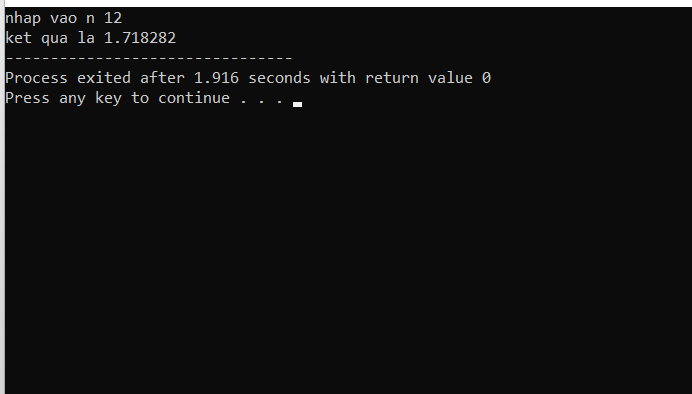 nhap vao n 12
ket qua la 1.718282
--------------------------------
Process exited after 1.916 seconds with return value 0
Press any key to continue . . .